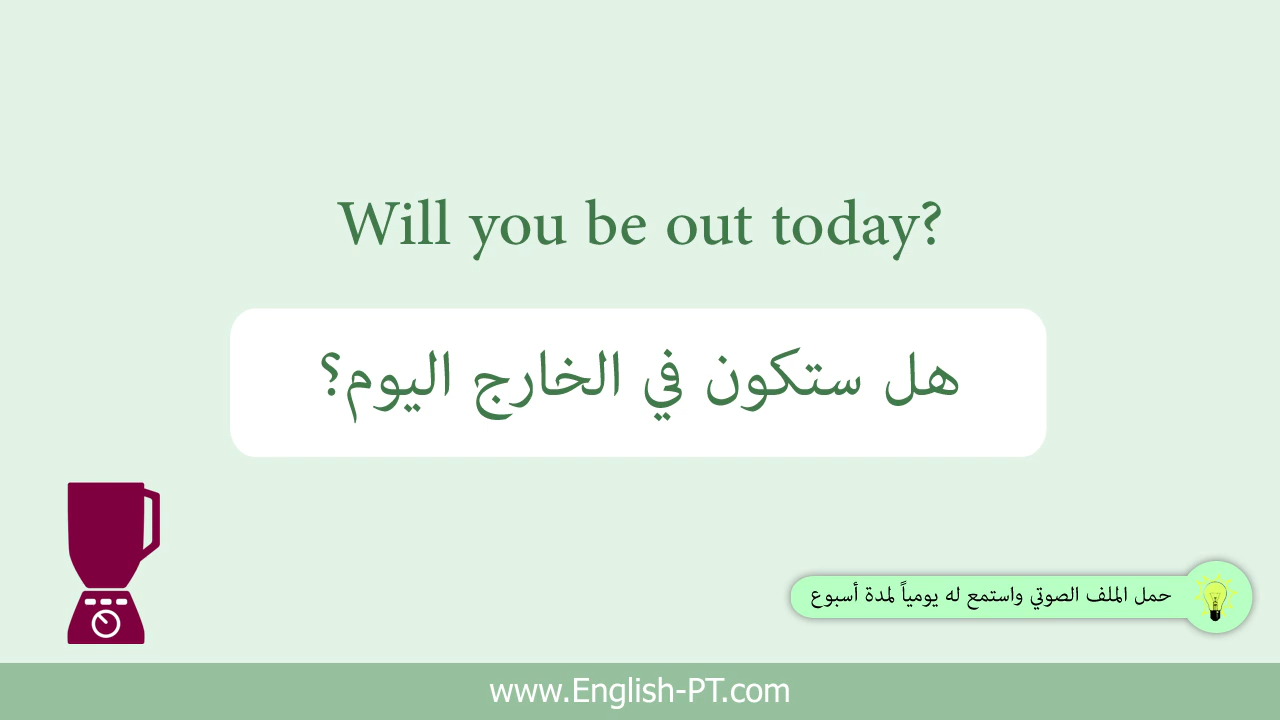 Will you be out today?
هل ستكون في الخارج اليوم؟
حمل الملف الصوتي واستمع له يومياً لمدة أسبوع
www.English-PT.com